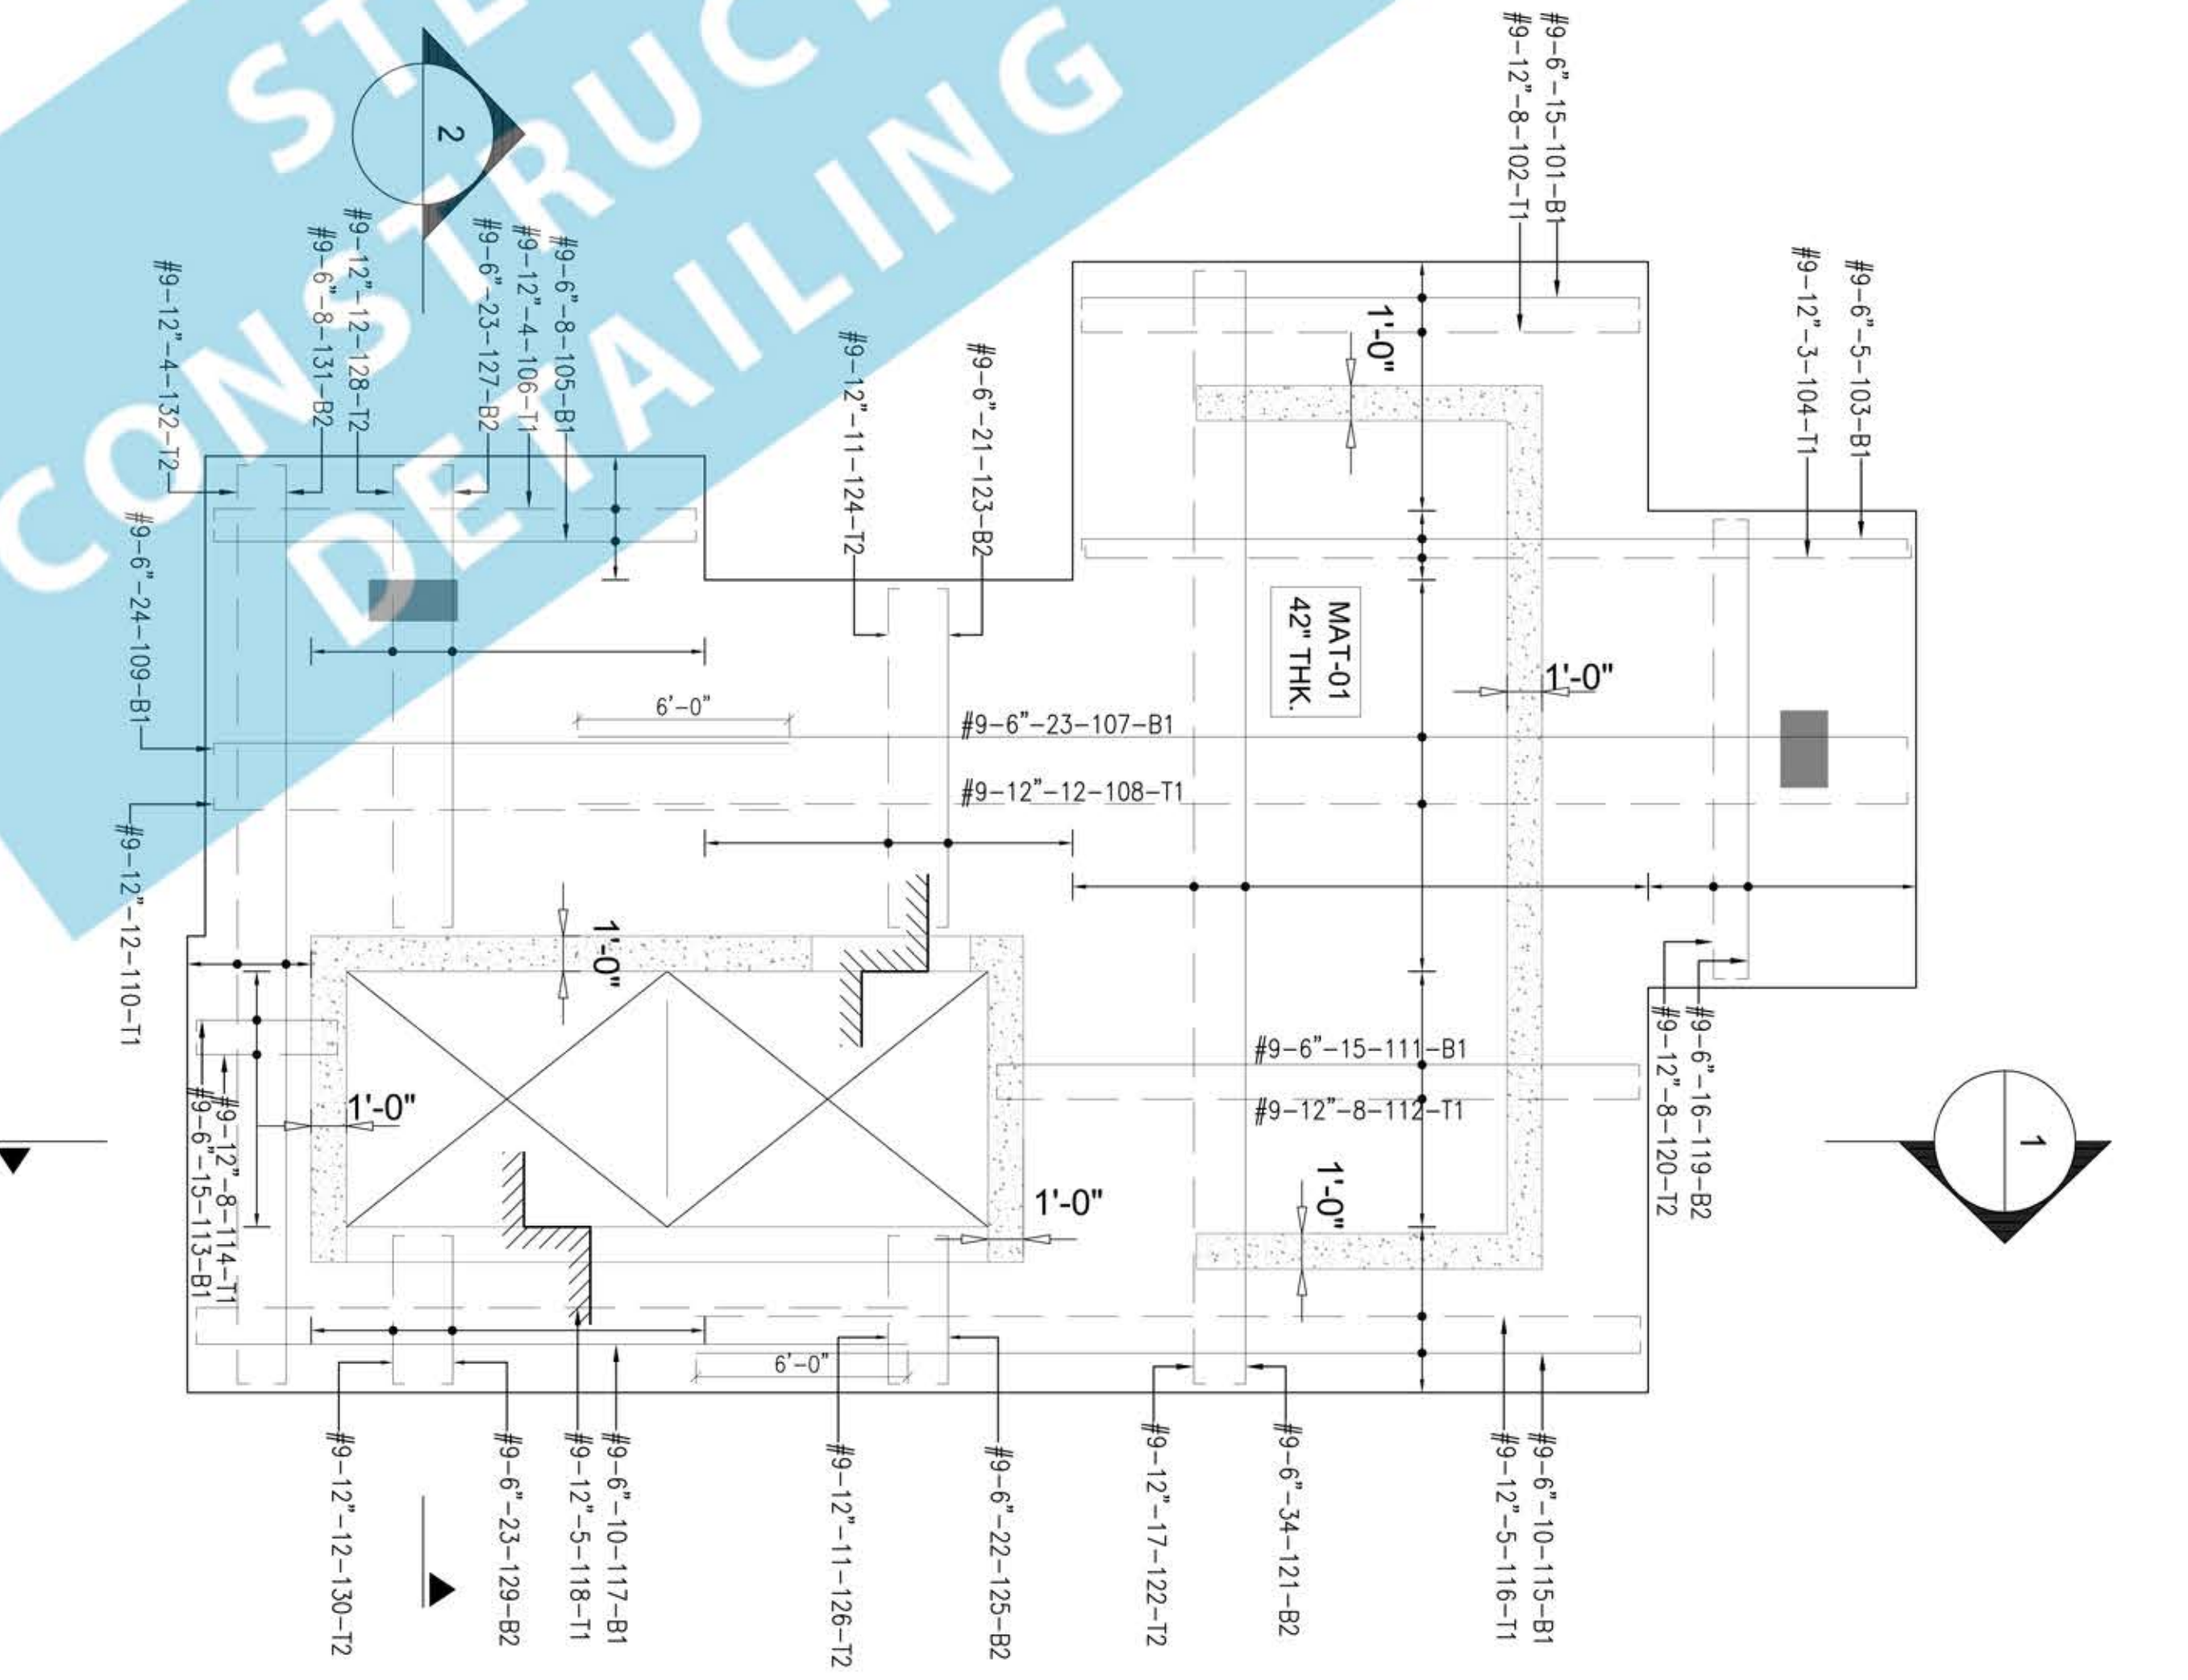 STE
CONSTRUCT
DETAILING
2
#9-6"-15-101-B1
#9-12"-8-102-T1
#9-6"-5-103-B1
#9-12"-3-104-T1
#9-6"-8-105-B1
#9-12"-4-106-T1
#9-6"-23-127-B2
#9-12"-12-128-T2
#9-6"-8-131-B2
#9-12"-4-132-T2
#9-6"-21-123-B2
#9-12"-11-124-T2
1'-0"
MAT-01
42" THK.
1'-0"
#9-6"-24-109-B1
6'-0"
#9-6"-23-107-B1
#9-12"-12-108-T1
#9-12"-12-110-T1
1'-0"
#9-6"-15-111-B1
#9-12"-8-112-T1
#9-6"-16-119-B2
#9-12"-8-120-T2
1
1'-0"
#9-12"-8-114-T1
#9-6"-15-113-B1
1'-0"
1'-0"
6'-0"
#9-12"-12-130-T2
#9-6"-23-129-B2
#9-12"-5-118-T1
#9-6"-10-117-B1
#9-12"-11-126-T2
#9-6"-22-125-B2
#9-12"-17-122-T2
#9-6"-34-121-B2
#9-12"-5-116-T1
#9-6"-10-115-B1